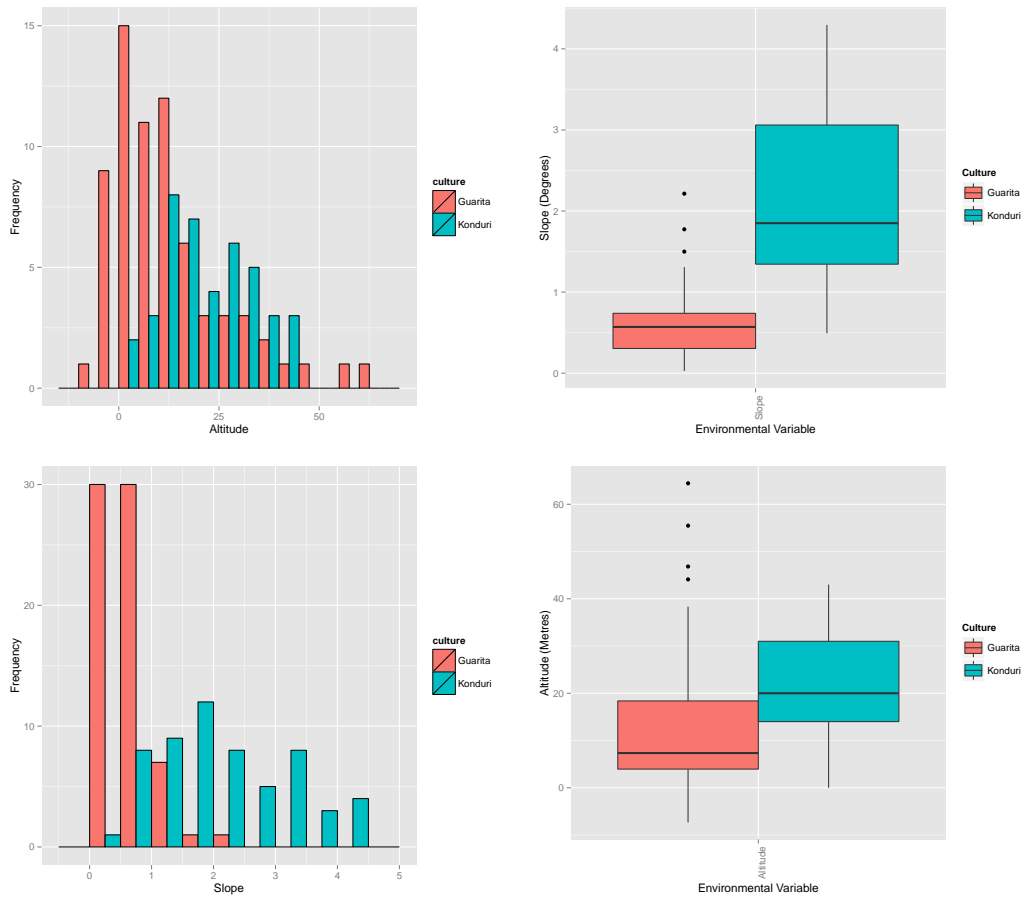 15
10
5
0
Frequency
0
25
50
Altitude
culture
Guarita
Konduri
4
3
2
1
0
Slope (Degrees)
Slope
Environmental Variable
Culture
Guarita
Konduri
30
20
10
0
Frequency
0
1
2
3
4
5
Slope
culture
Guarita
Konduri
60
40
20
0
Altitude (Metres)
Altitude
Environmental Variable
Culture
Guarita
Konduri